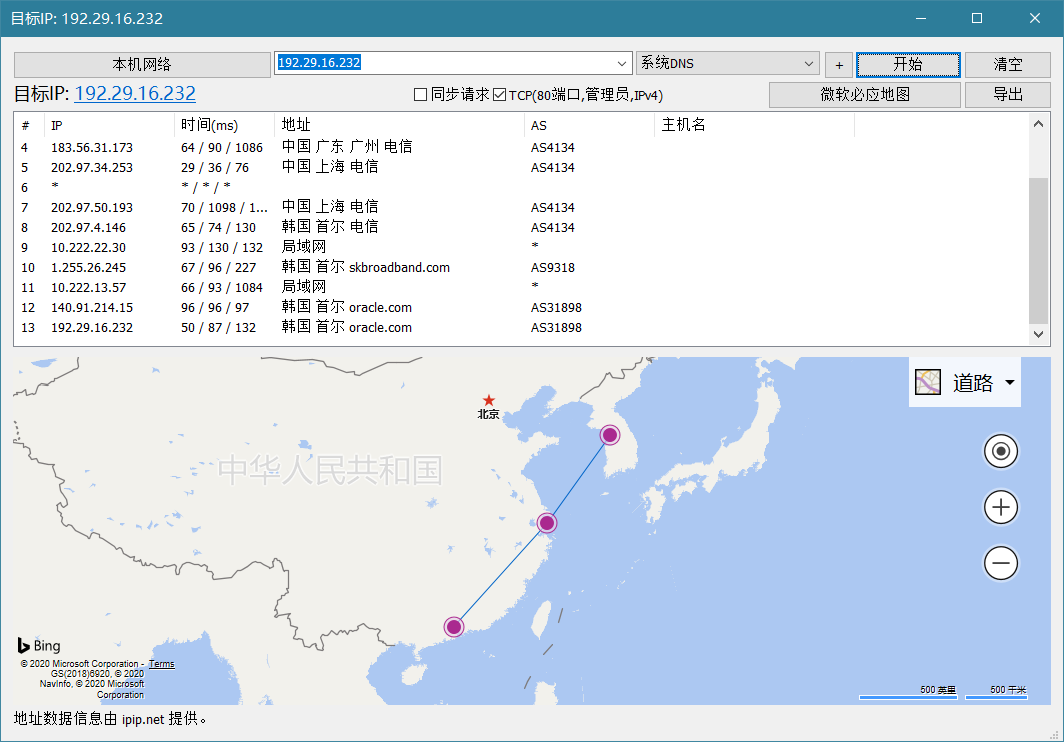 目标IP: 192.29.16.232
本机网络 192.29.16.232 系统DNS + 开始 清空
目标IP: 192.29.16.232 同步请求 TCP(80端口,管理员,IPv4) 微软必应地图 导出
# IP 时间(ms) 地址 AS 主机名
4 183.56.31.173 64 / 90 / 1086 中国 广东 广州 电信 AS4134
5 202.97.34.253 29 / 36 / 76 中国 上海 电信 AS4134
6 * * / * / *
7 202.97.50.193 70 / 1098 / 1... 中国 上海 电信 AS4134
8 202.97.4.146 65 / 74 / 130 韩国 首尔 电信 AS4134
9 10.222.22.30 93 / 130 / 132 局域网 *
10 1.255.26.245 67 / 96 / 227 韩国 首尔 skbroadband.com AS9318
11 10.222.13.57 66 / 93 / 1084 局域网 *
12 140.91.214.15 96 / 96 / 97 韩国 首尔 oracle.com AS31898
13 192.29.16.232 50 / 87 / 132 韩国 首尔 oracle.com AS31898
道路
北京
中华人民共和国
Bing
© 2020 Microsoft Corporation - Terms
GS(2018)6920, © 2020
NavInfo, © 2020 Microsoft
Corporation
500 英里 500 千米
地址数据信息由 ipip.net 提供。